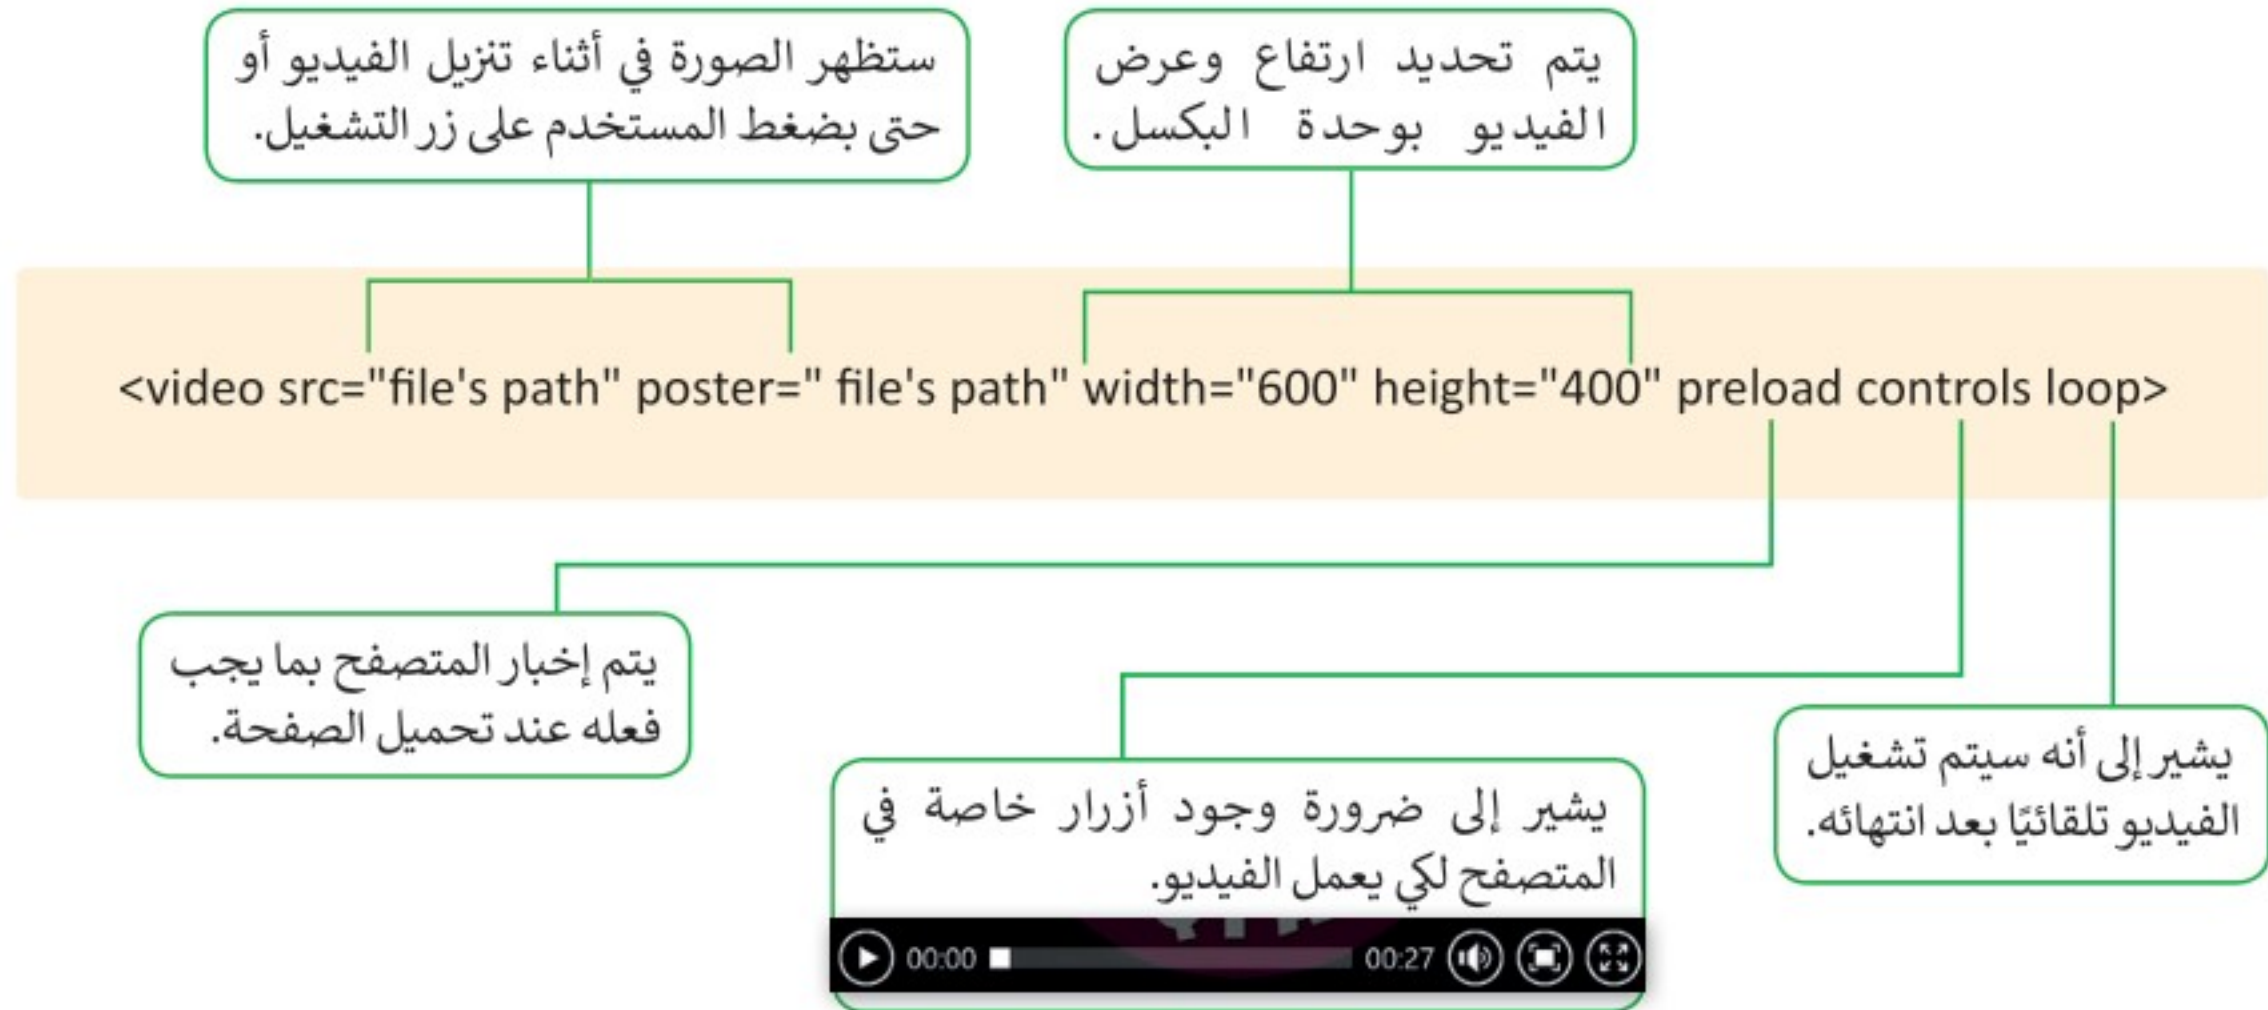 يتم تحديد ارتفاع وعرض
الفيديو بوحدة البكسل.
ستظهر الصورة في أثناء تنزيل الفيديو أو
حتى بضغط المستخدم على زر التشغيل.
<video src="file's path" poster=" file's path" width="600" height="400" preload controls loop>
يتم إخبار المتصفح بما يجب
فعله عند تحميل الصفحة.
يشير إلى ضرورة وجود أزرار خاصة في
المتصفح لكي يعمل الفيديو.
00:00 00:27
يشير إلى أنه سيتم تشغيل
الفيديو تلقائيًا بعد انتهائه.